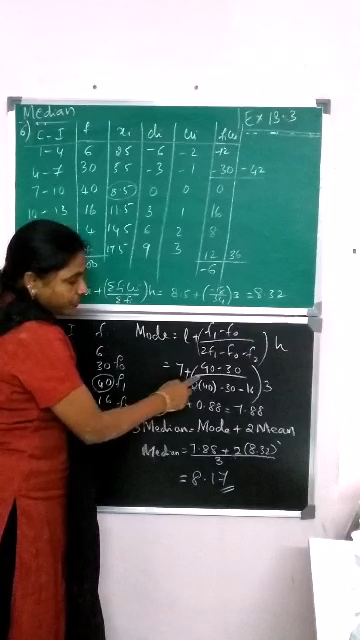 Median
Ex 13.3
6) C-I f xi di ui fiui
1-4 6 2.5 -6 -2 -12
4-7 30 5.5 -3 -1 -30 -42
7-10 40 8.5 0 0 0
10-13 16 11.5 3 1 16
4 14.5 6 2 8
17.5 9 3 12 36
-6
+ (Σfiui/Σf) h = 8.5 + 3 = 8.32
I f
6
30 f0
40 f1
16
Mode = l + (f1-f0 / 2f1-f0-f2) h
= 7 + (40-30 / (40)-30-16) 3
+ 0.88 = 7.88
3 Median = Mode + 2 Mean
Median = 7.88 + 2(8.32) / 3
= 8.17